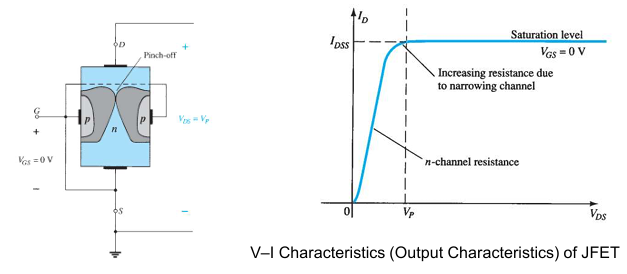 D
+
Pinch-off
G
+
p
n
p
V_DS = V_P
V_GS = 0 V
−
S
−
I_D
I_DSS
Saturation level
V_GS = 0 V
Increasing resistance due
to narrowing channel
n-channel resistance
0
V_P
V_DS
V–I Characteristics (Output Characteristics) of JFET